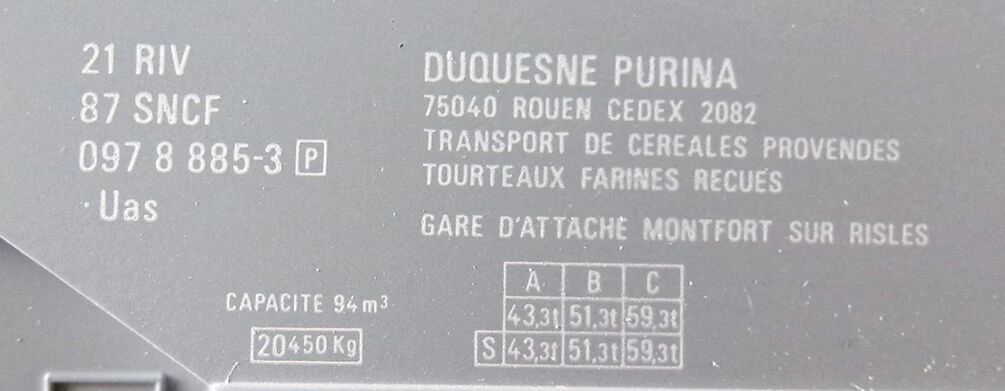 21 RIV
87 SNCF
097 8 885-3 P
Uas
DUQUESNE PURINA
75040 ROUEN CEDEX 2082
TRANSPORT DE CEREALES PROVENDES
TOURTEAUX FARINES RECUES
GARE D'ATTACHE MONTFORT SUR RISLES
CAPACITE 94 m³
20450 Kg
A B C
43,3t 51,3t 59,3t
S 43,3t 51,3t 59,3t